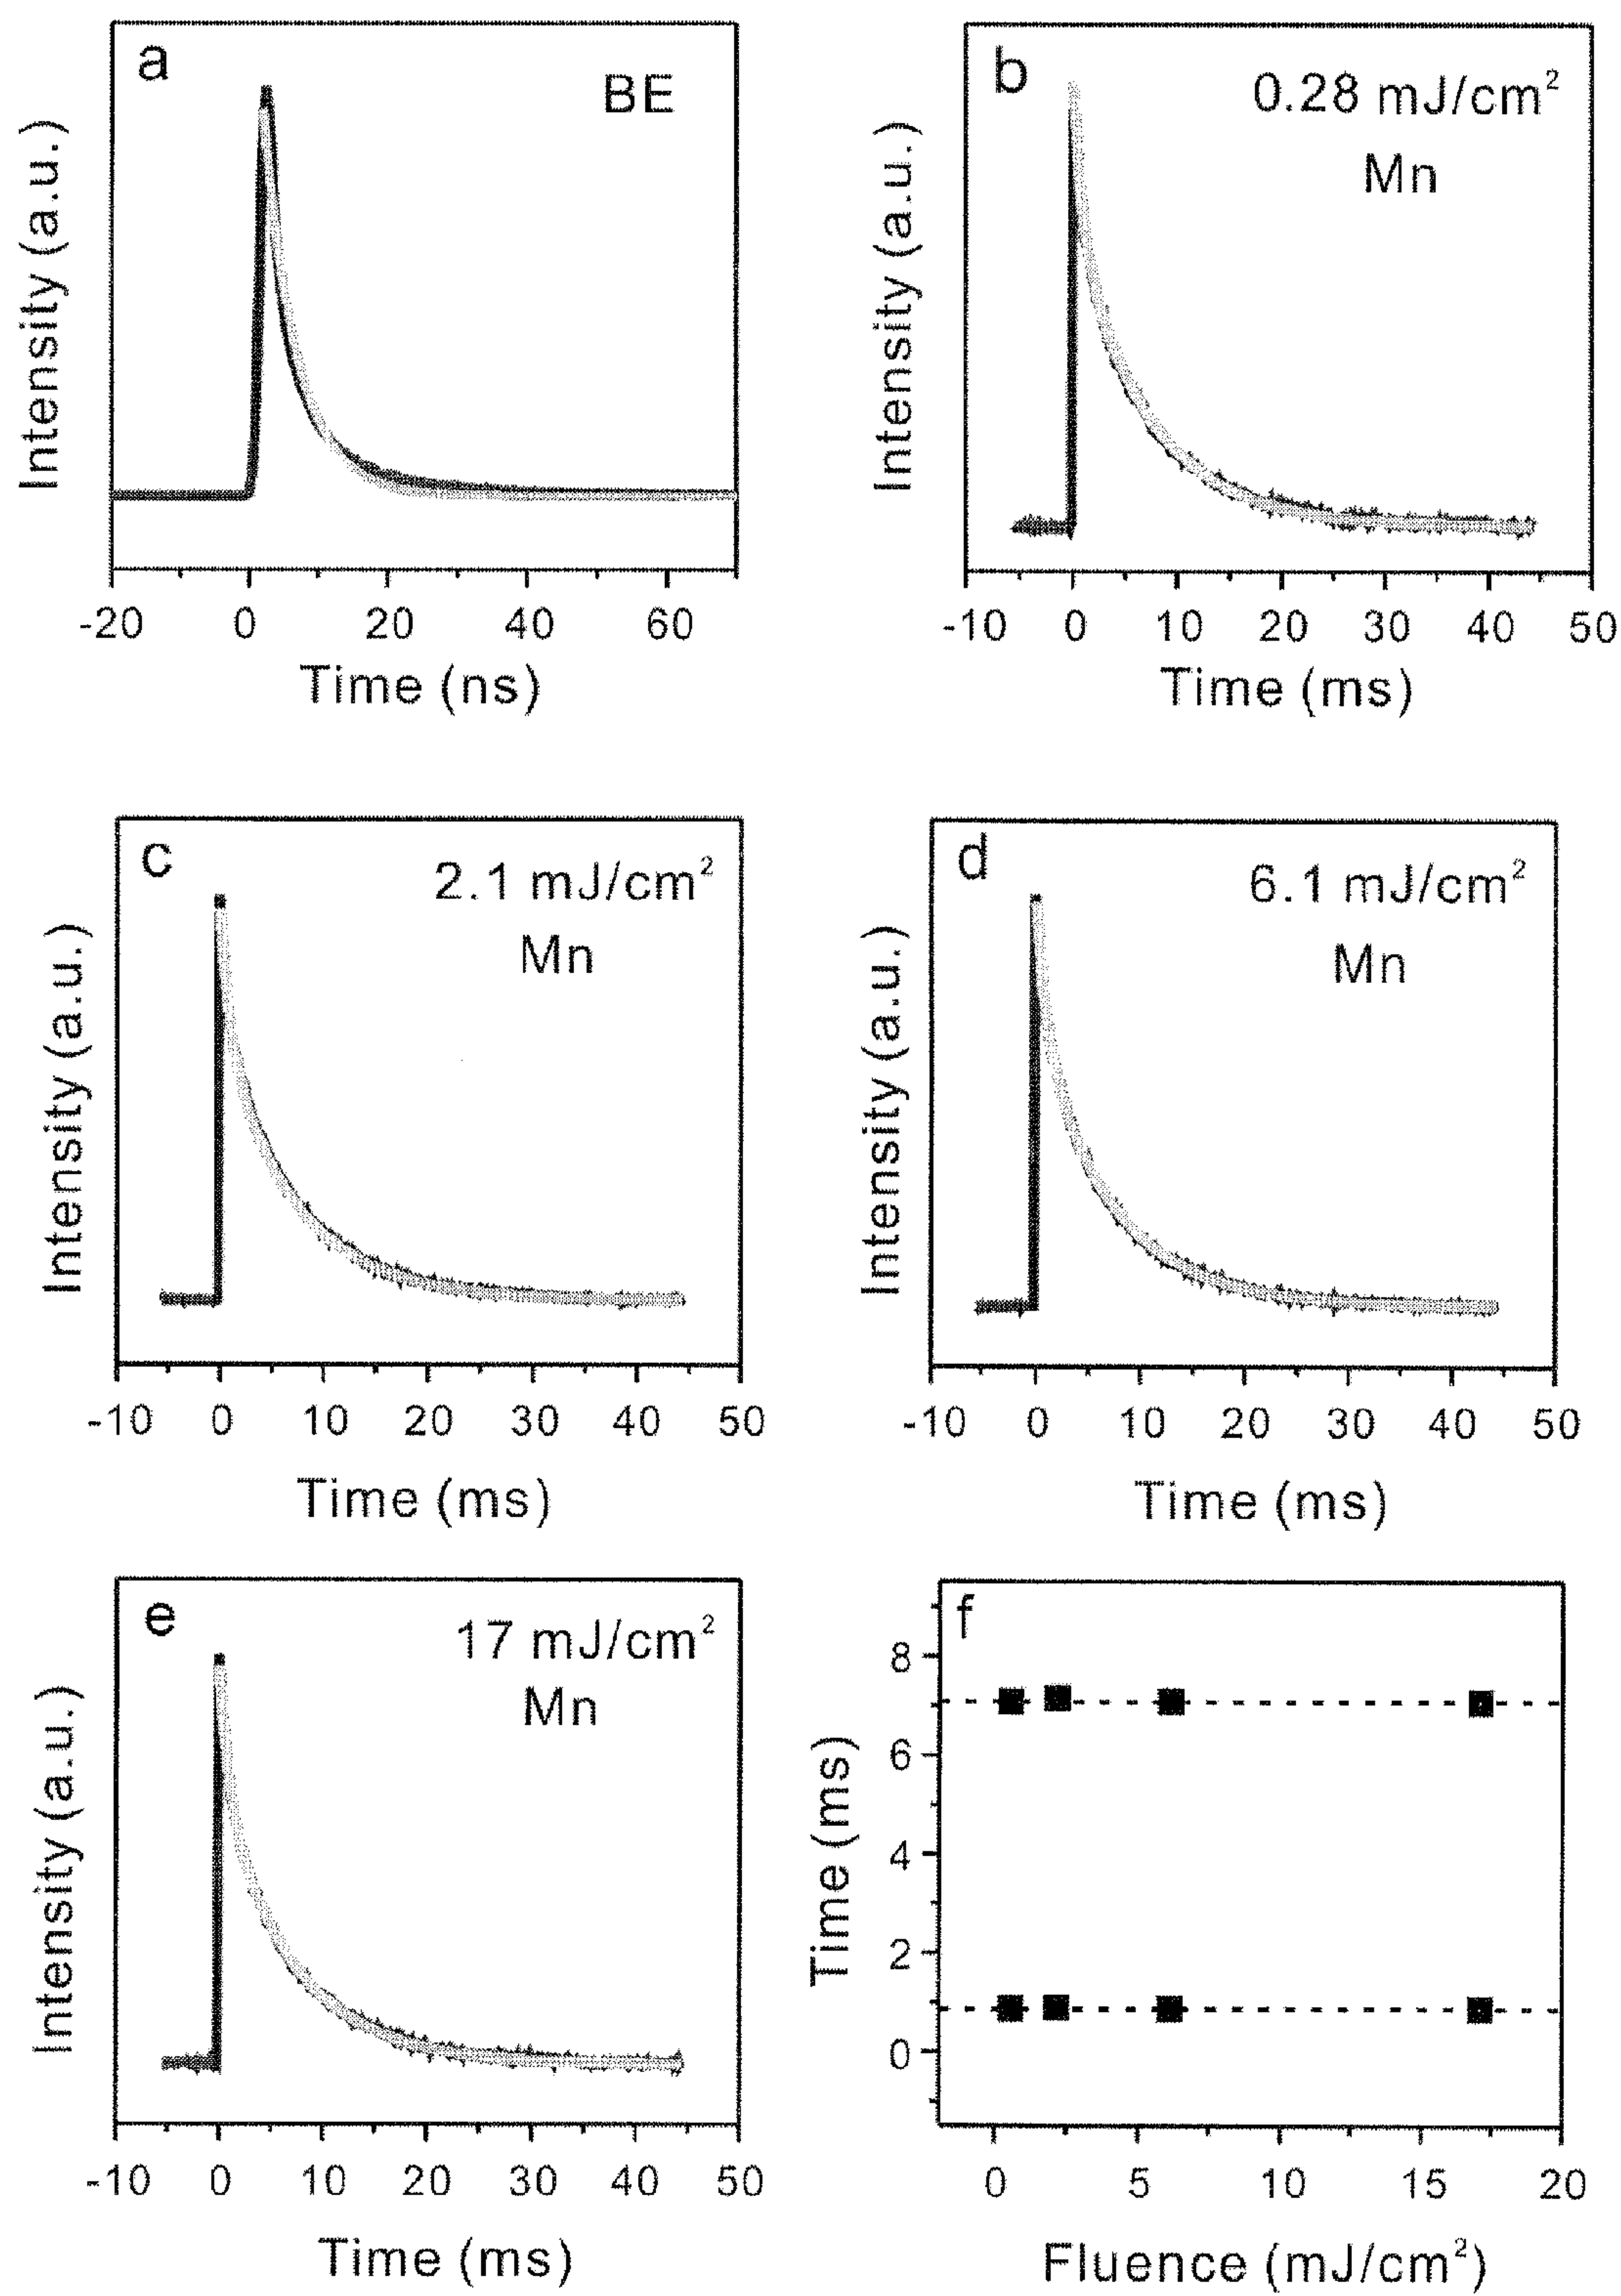 a
BE
Intensity (a.u.)
-20 0 20 40 60
Time (ns)
b
0.28 mJ/cm²
Mn
Intensity (a.u.)
-10 0 10 20 30 40 50
Time (ms)
c
2.1 mJ/cm²
Mn
Intensity (a.u.)
-10 0 10 20 30 40 50
Time (ms)
d
6.1 mJ/cm²
Mn
Intensity (a.u.)
-10 0 10 20 30 40 50
Time (ms)
e
17 mJ/cm²
Mn
Intensity (a.u.)
-10 0 10 20 30 40 50
Time (ms)
f
8
6
4
2
0
Time (ms)
0 5 10 15 20
Fluence (mJ/cm²)